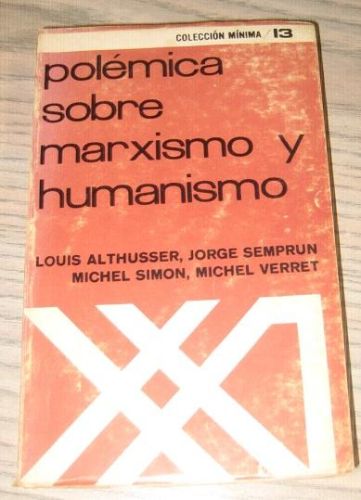 COLECCIÓN MÍNIMA / 13
polémica
sobre
marxismo y
humanismo
LOUIS ALTHUSSER, JORGE SEMPRUN
MICHEL SIMON, MICHEL VERRET